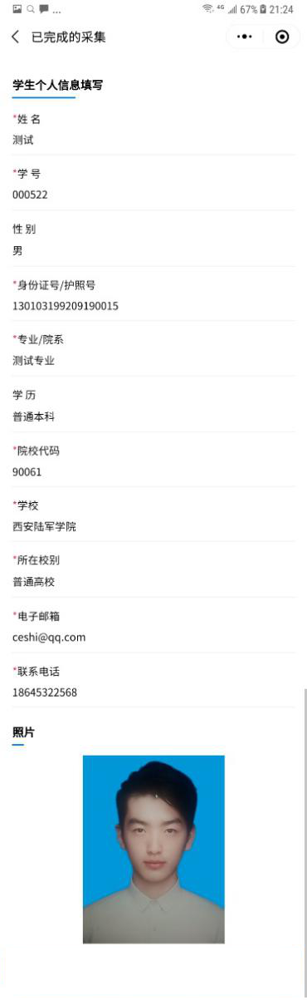 ... 4G 67% 21:24
已完成的采集
学生个人信息填写
*姓 名
测试
*学 号
000522
性 别
男
*身份证号/护照号
130103199209190015
*专业/院系
测试专业
学 历
普通本科
*院校代码
90061
*学校
西安陆军学院
*所在校别
普通高校
*电子邮箱
ceshi@qq.com
*联系电话
18645322568
照片